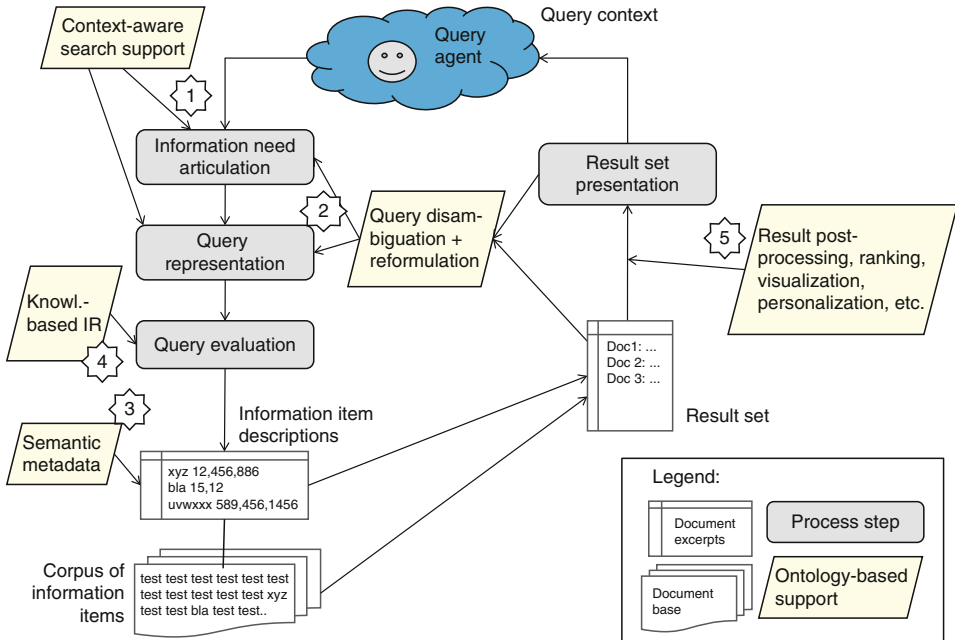 Context-aware
search support
Query context
Query
agent
1
Information need
articulation
Result set
presentation
2
Query disam-
biguation +
reformulation
5
Result post-
processing, ranking,
visualization,
personalization, etc.
Query
representation
Knowl.-
based IR
4
Query evaluation
Doc1: ...
Doc 2: ...
Doc 3: ...
Result set
3
Semantic
metadata
Information item
descriptions
xyz 12,456,886
bla 15,12
uvwxxx 589,456,1456
Corpus of
information
items
test test test test test test
test test test test test xyz
test test bla test test..
Legend:
Document
excerpts
Process step
Document
base
Ontology-based
support